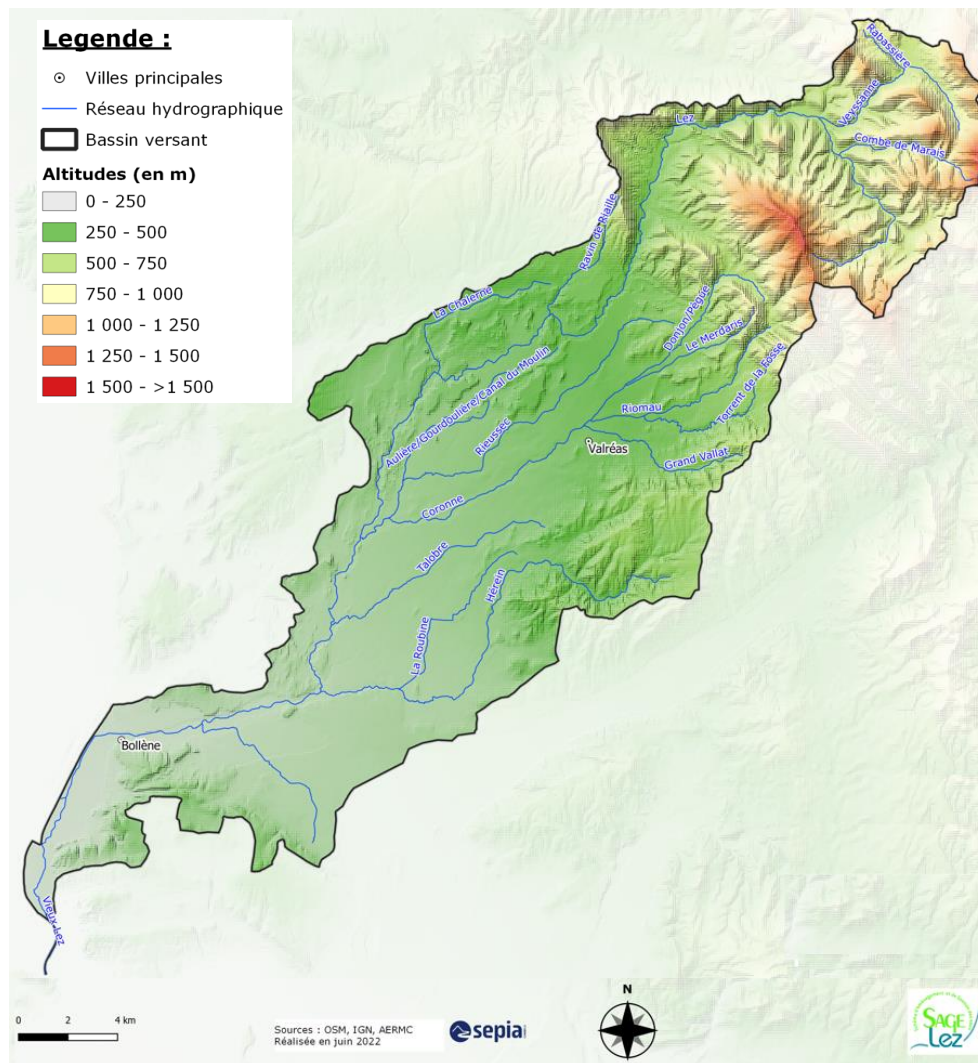 Legende :
Villes principales
Réseau hydrographique
Bassin versant
Altitudes (en m)
0 - 250
250 - 500
500 - 750
750 - 1 000
1 000 - 1 250
1 250 - 1 500
1 500 - >1 500
Rabassière
Veyssanne
Lez
Combe de Marais
Ravin de Riaille
La Chalerne
Donjon/Pègue
Le Merdaris
Aulière/Gourdoulière/Canal du Moulin
Torrent de la Fosse
Riomau
Rieussec
Valréas
Grand Vallat
Coronne
Talobre
Hérein
La Roubine
Bollène
Vieux Lez
N
0 2 4 km
Sources : OSM, IGN, AERMC
Réalisée en juin 2022
sepia
SAGE
Lez